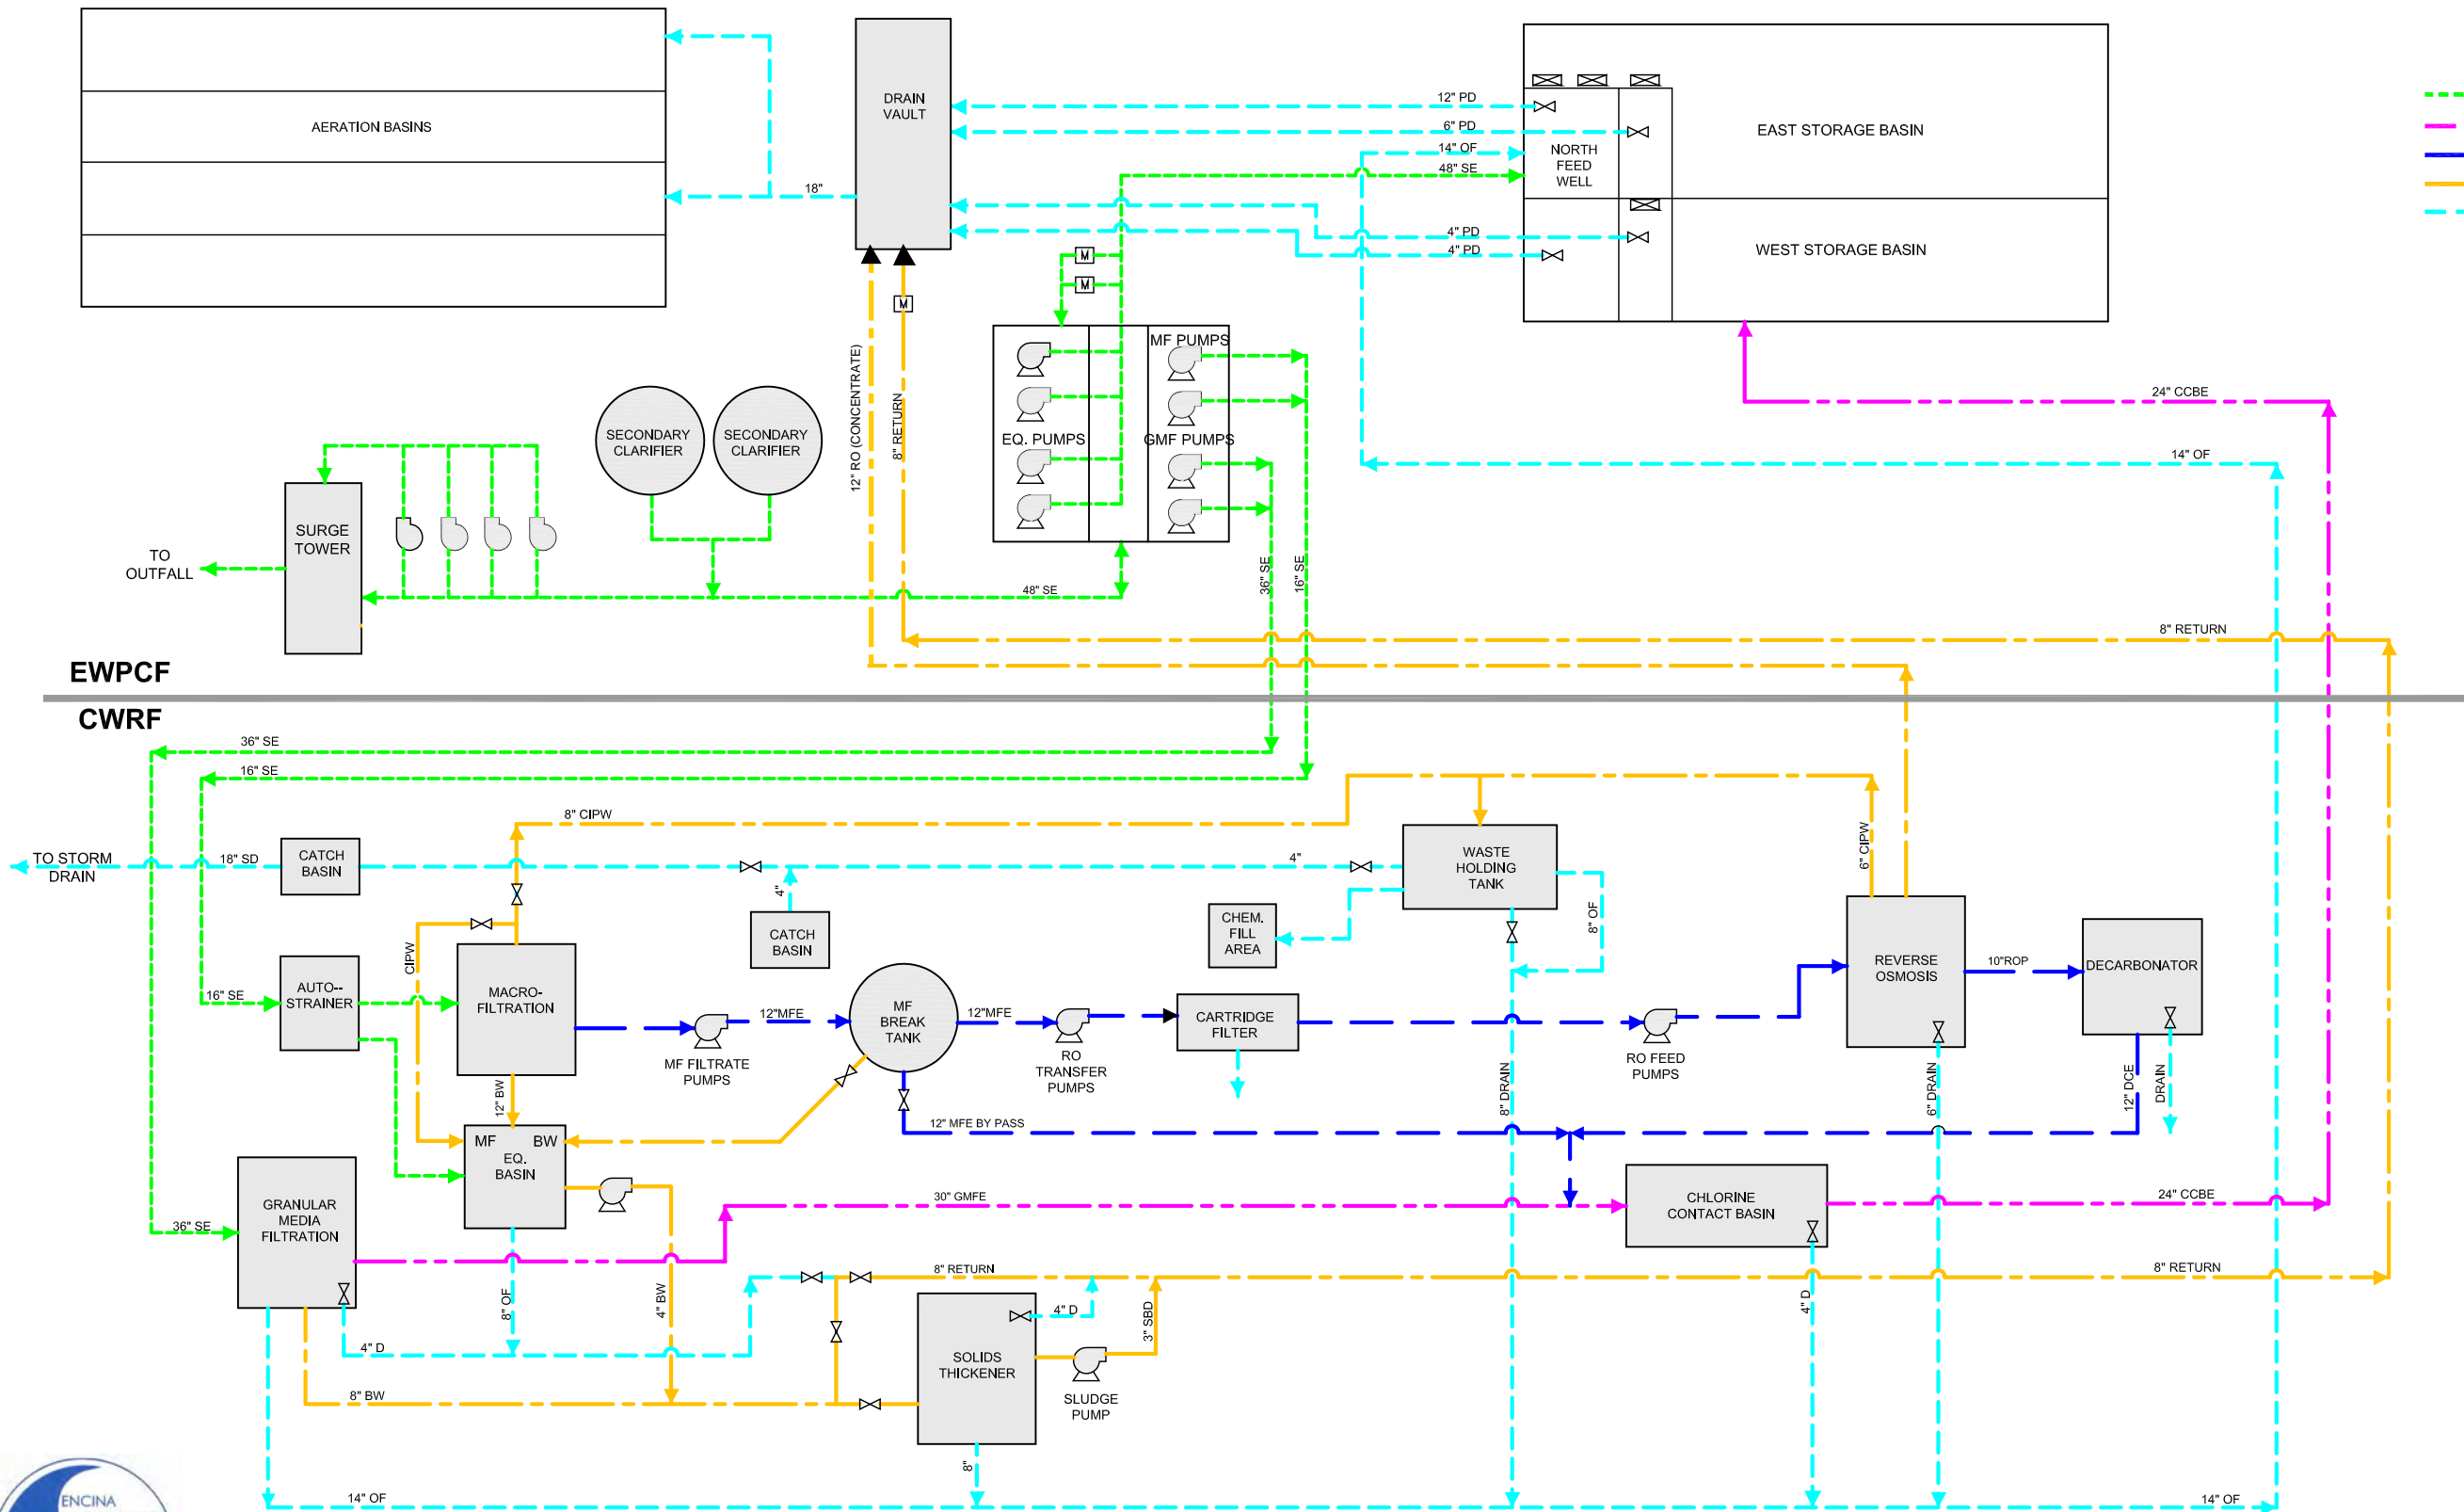 AERATION BASINS
DRAIN
VAULT
18"
12" PD
6" PD
14" OF
48" SE
4" PD
4" PD
NORTH
FEED
WELL
EAST STORAGE BASIN
WEST STORAGE BASIN
M
M
M
MF PUMPS
EQ. PUMPS
GMF PUMPS
24" CCBE
14" OF
12" RO (CONCENTRATE)
8" RETURN
SECONDARY
CLARIFIER
SECONDARY
CLARIFIER
SURGE
TOWER
TO
OUTFALL
48" SE
36" SE
16" SE
8" RETURN
EWPCF
CWRF
36" SE
16" SE
8" CIPW
TO STORM
DRAIN
18" SD
CATCH
BASIN
4"
4"
CATCH
BASIN
WASTE
HOLDING
TANK
6" CIPW
8" OF
CHEM.
FILL
AREA
CIPW
16" SE
AUTO--
STRAINER
MACRO-
FILTRATION
12"MFE
MF FILTRATE
PUMPS
MF
BREAK
TANK
12"MFE
RO
TRANSFER
PUMPS
CARTRIDGE
FILTER
RO FEED
PUMPS
REVERSE
OSMOSIS
10"ROP
DECARBONATOR
12" BW
8" DRAIN
6" DRAIN
12" DCE
DRAIN
12" MFE BY PASS
MF BW
EQ.
BASIN
GRANULAR
MEDIA
FILTRATION
36" SE
30" GMFE
CHLORINE
CONTACT BASIN
24" CCBE
8" RETURN
8" RETURN
8" OF
4" BW
4" D
4" D
3" SBD
4" D
SOLIDS
THICKENER
SLUDGE
PUMP
8" BW
8"
14" OF
14" OF
ENCINA